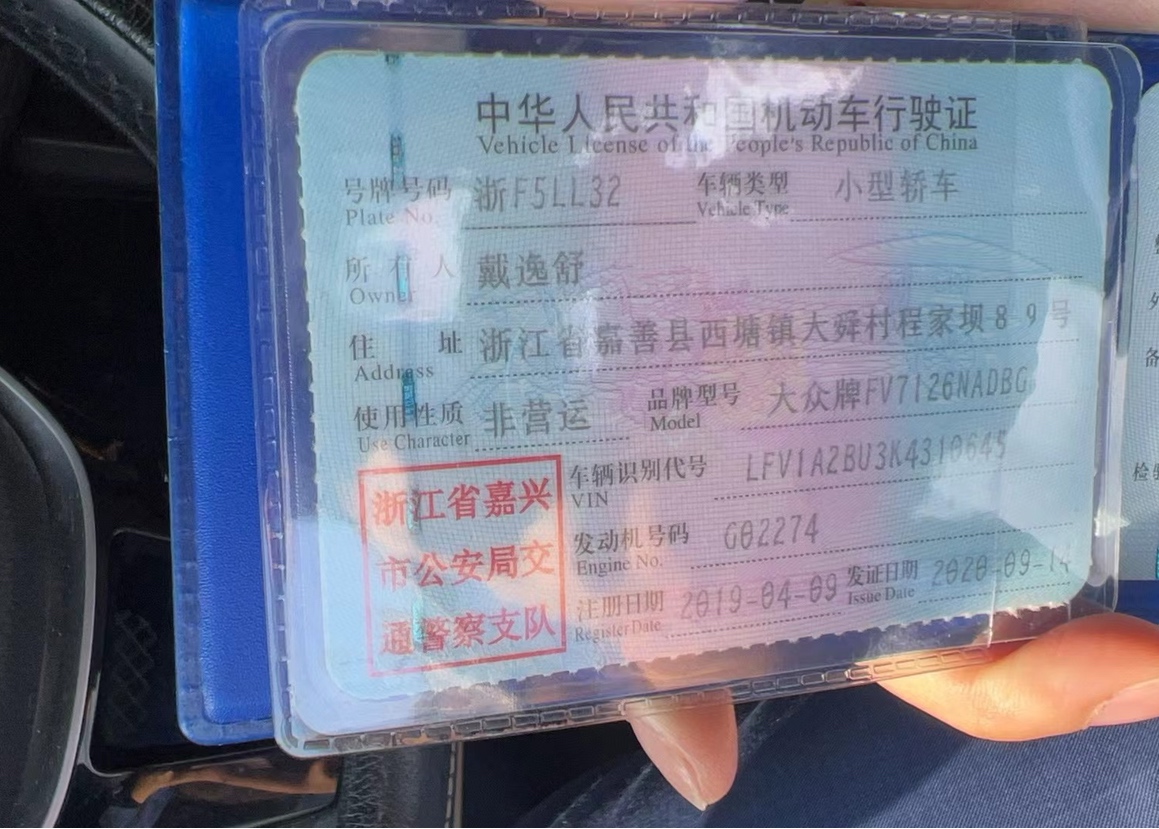 中华人民共和国机动车行驶证
Vehicle License of the People's Republic of China
号牌号码 浙F5LL32 车辆类型 小型轿车
Plate No. Vehicle Type
所有人 戴逸舒
Owner
住址 浙江省嘉善县西塘镇大舜村程家坝89号
Address
使用性质 非营运 品牌型号 大众牌FV7126NADBG
Use Character Model
车辆识别代号 LFV1A2BU3K4310645
VIN
发动机号码 G02274
Engine No.
注册日期 2019-04-09 发证日期 2020-09-14
Register Date Issue Date
浙江省嘉兴
市公安局交
通警察支队